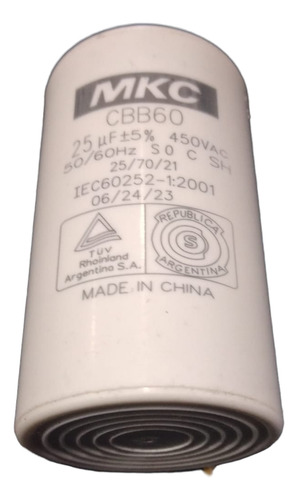 MKC
CBB60
25 µF±5% 450VAC
50/60Hz S0 C SH
25/70/21
IEC60252-1:2001
06/24/23
TÜV
Rheinland
Argentina S.A.
REPUBLICA
S
ARGENTINA
MADE IN CHINA